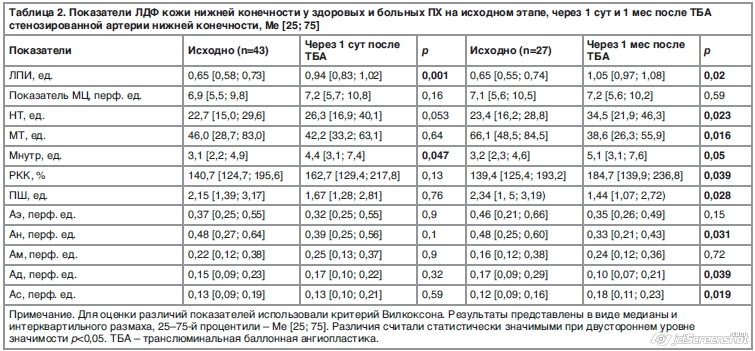 Таблица 2. Показатели ЛДФ кожи нижней конечности у здоровых и больных ПХ на исходном этапе, через 1 сут и 1 мес после ТБА
стенозированной артерии нижней конечности, Me [25; 75]
Показатели Исходно (n=43) Через 1 сут после ТБА p Исходно (n=27) Через 1 мес после ТБА p
ЛПИ, ед. 0,65 [0,58; 0,73] 0,94 [0,83; 1,02] 0,001 0,65 [0,55; 0,74] 1,05 [0,97; 1,08] 0,02
Показатель МЦ, перф. ед. 6,9 [5,5; 9,8] 7,2 [5,7; 10,8] 0,16 7,1 [5,6; 10,5] 7,2 [5,6; 10,2] 0,59
НТ, ед. 22,7 [15,0; 29,6] 26,3 [16,9; 40,1] 0,053 23,4 [16,2; 28,8] 34,5 [21,9; 46,3] 0,023
МТ, ед. 46,0 [28,7; 83,0] 42,2 [33,2; 63,1] 0,64 66,1 [48,5; 84,5] 38,6 [26,3; 55,9] 0,016
Мнутр, ед. 3,1 [2,2; 4,9] 4,4 [3,1; 7,4] 0,047 3,2 [2,3; 4,6] 5,1 [3,1; 7,6] 0,05
РКК, % 140,7 [124,7; 195,6] 162,7 [129,4; 217,8] 0,13 139,4 [125,4; 193,2] 184,7 [139,9; 236,8] 0,039
ПШ, ед. 2,15 [1,39; 3,17] 1,67 [1,28; 2,81] 0,76 2,34 [1, 5; 3,19) 1,44 [1,07; 2,72) 0,028
Аэ, перф. ед. 0,37 [0,25; 0,55] 0,32 [0,25; 0,55] 0,9 0,46 [0,21; 0,66] 0,35 [0,26; 0,49] 0,15
Ан, перф. ед. 0,48 [0,27; 0,64] 0,39 [0,25; 0,56] 0,1 0,48 [0,25; 0,60] 0,33 [0,21; 0,43] 0,031
Ам, перф. ед. 0,22 [0,12; 0,38] 0,25 [0,13; 0,37] 0,9 0,16 [0,12; 0,38] 0,24 [0,12; 0,36] 0,72
Ад, перф. ед. 0,15 [0,09; 0,23] 0,17 [0,10; 0,22] 0,32 0,17 [0,09; 0,29] 0,10 [0,07; 0,21] 0,039
Ас, перф. ед. 0,13 [0,09; 0,19] 0,13 [0,10; 0,21] 0,59 0,12 [0,09; 0,16] 0,18 [0,11; 0,23] 0,019
Примечание. Для оценки различий показателей использовали критерий Вилкоксона. Результаты представлены в виде медианы и
интерквартильного размаха, 25–75-й процентили – Me [25; 75]. Различия считали статистически значимыми при двустороннем уровне
значимости p<0,05. ТБА – транслюминальная баллонная ангиопластика.
jetScreenshot